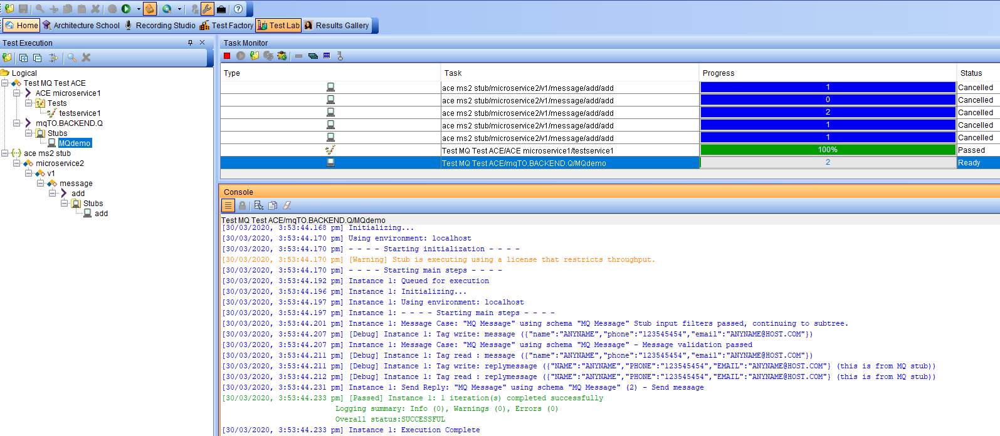 Home Architecture School Recording Studio Test Factory Test Lab Results Gallery
Test Execution
Logical
Test MQ Test ACE
ACE microservice1
Tests
testservice1
mqTO.BACKEND.Q
Stubs
MQdemo
ace ms2 stub
microservice2
v1
message
add
Stubs
add
Task Monitor
Type Task Progress Status
ace ms2 stub/microservice2/v1/message/add/add 1 Cancelled
ace ms2 stub/microservice2/v1/message/add/add 0 Cancelled
ace ms2 stub/microservice2/v1/message/add/add 2 Cancelled
ace ms2 stub/microservice2/v1/message/add/add 1 Cancelled
ace ms2 stub/microservice2/v1/message/add/add 1 Cancelled
Test MQ Test ACE/ACE microservice1/testservice1 100% Passed
Test MQ Test ACE/mqTO.BACKEND.Q/MQdemo 2 Ready
Console
Test MQ Test ACE/mqTO.BACKEND.Q/MQdemo
[30/03/2020, 3:53:44.168 pm] Initializing...
[30/03/2020, 3:53:44.170 pm] Using environment: localhost
[30/03/2020, 3:53:44.170 pm] - - - - Starting initialization - - - -
[30/03/2020, 3:53:44.170 pm] [Warning] Stub is executing using a license that restricts throughput.
[30/03/2020, 3:53:44.170 pm] - - - - Starting main steps - - - -
[30/03/2020, 3:53:44.192 pm] Instance 1: Queued for execution
[30/03/2020, 3:53:44.196 pm] Instance 1: Initializing...
[30/03/2020, 3:53:44.197 pm] Instance 1: Using environment: localhost
[30/03/2020, 3:53:44.197 pm] Instance 1: - - - - Starting main steps - - - -
[30/03/2020, 3:53:44.201 pm] Instance 1: Message Case: "MQ Message" using schema "MQ Message" Stub input filters passed, continuing to subtree.
[30/03/2020, 3:53:44.207 pm] [Debug] Instance 1: Tag write: message ({"name":"ANYNAME","phone":"123545454","email":"ANYNAME@HOST.COM"})
[30/03/2020, 3:53:44.207 pm] Instance 1: Message Case: "MQ Message" using schema "MQ Message" - Message validation passed
[30/03/2020, 3:53:44.211 pm] [Debug] Instance 1: Tag read : message ({"name":"ANYNAME","phone":"123545454","email":"ANYNAME@HOST.COM"})
[30/03/2020, 3:53:44.211 pm] [Debug] Instance 1: Tag write: replymessage ({"NAME":"ANYNAME","PHONE":"123545454","EMAIL":"ANYNAME@HOST.COM"} (this is from MQ stub))
[30/03/2020, 3:53:44.212 pm] [Debug] Instance 1: Tag read : replymessage ({"NAME":"ANYNAME","PHONE":"123545454","EMAIL":"ANYNAME@HOST.COM"} (this is from MQ stub))
[30/03/2020, 3:53:44.231 pm] Instance 1: Send Reply: "MQ Message" using schema "MQ Message" (2) - Send message
[30/03/2020, 3:53:44.233 pm] [Passed] Instance 1: 1 iteration(s) completed successfully
Logging summary: Info (0), Warnings (0), Errors (0)
Overall status:SUCCESSFUL
[30/03/2020, 3:53:44.233 pm] Instance 1: Execution Complete